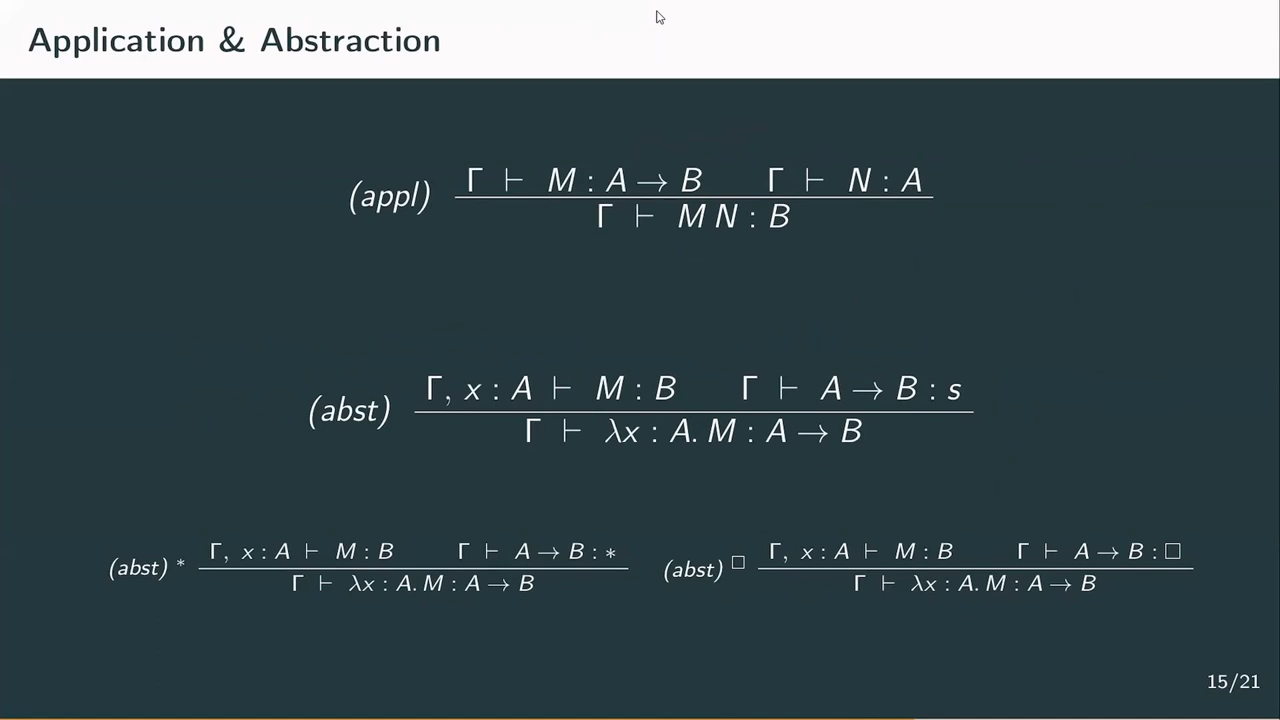 Application & Abstraction
(appl) Γ ⊢ M : A → B Γ ⊢ N : A
Γ ⊢ M N : B
(abst) Γ, x : A ⊢ M : B Γ ⊢ A → B : s
Γ ⊢ λx : A. M : A → B
(abst) * Γ, x : A ⊢ M : B Γ ⊢ A → B : *
Γ ⊢ λx : A. M : A → B
(abst) □ Γ, x : A ⊢ M : B Γ ⊢ A → B : □
Γ ⊢ λx : A. M : A → B
15/21